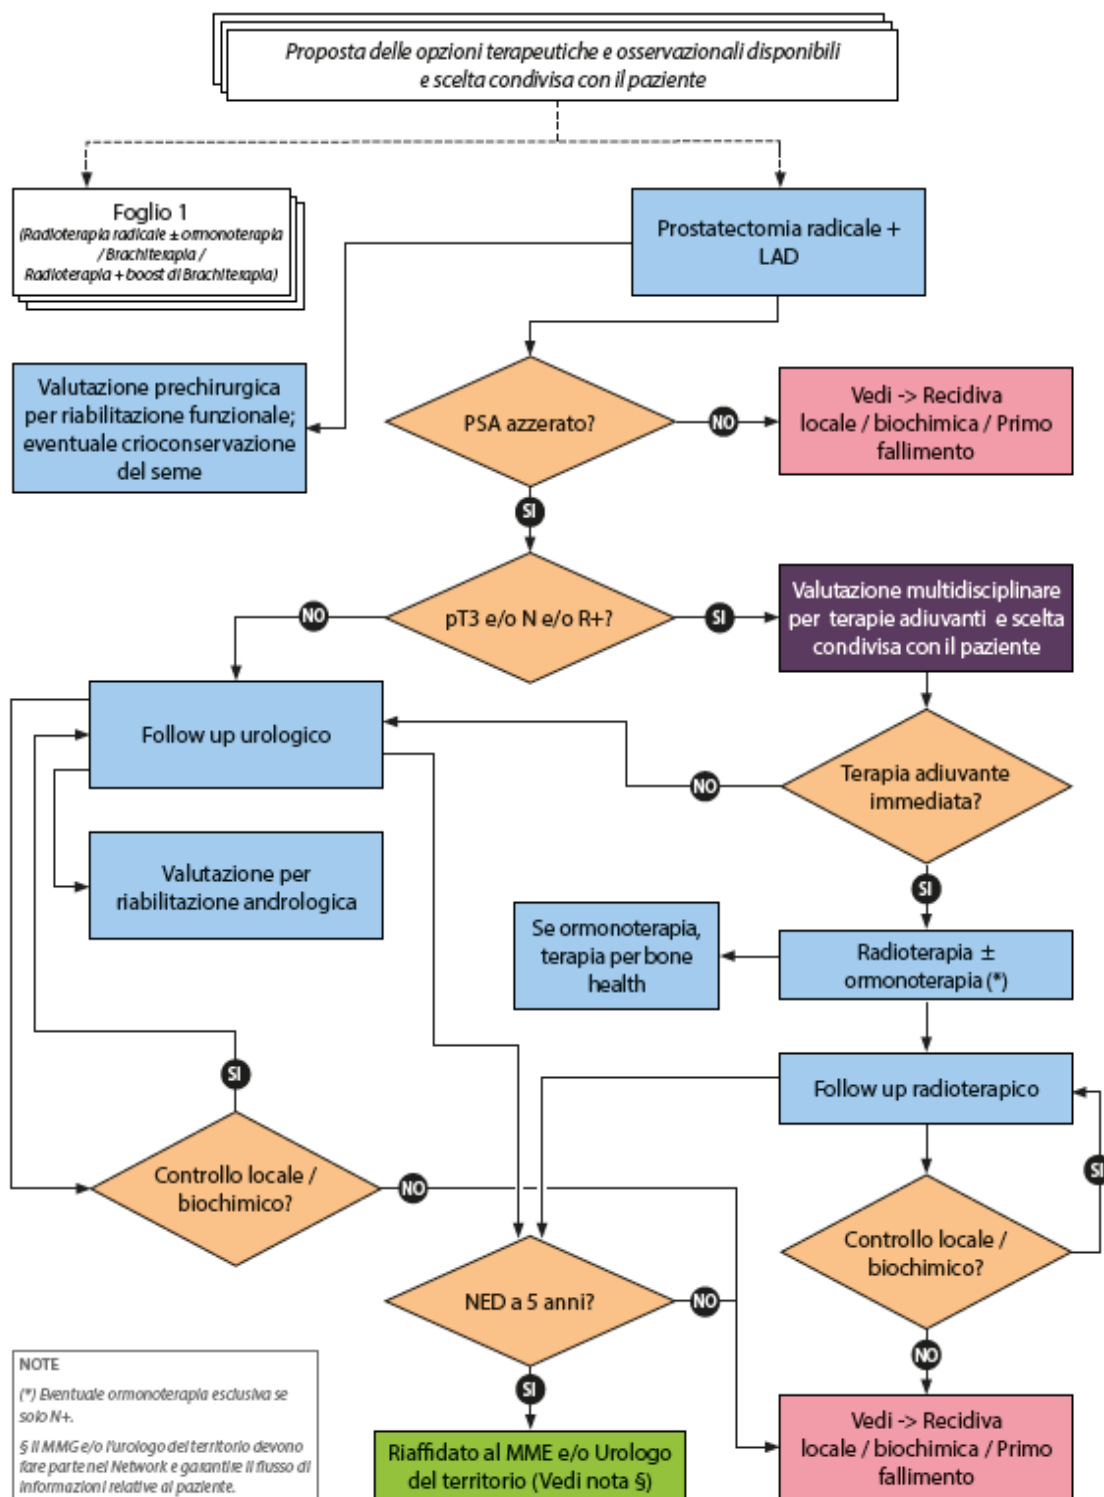 Proposta delle opzioni terapeutiche e osservazionali disponibili
e scelta condivisa con il paziente
Foglio 1
(Radioterapia radicale ± ormonoterapia
/ Brachiterapia /
Radioterapia + boost di Brachiterapia)
Prostatectomia radicale +
LAD
Valutazione prechirurgica
per riabilitazione funzionale;
eventuale crioconservazione
del seme
PSA azzerato?
NO
Vedi -> Recidiva
locale / biochimica / Primo
fallimento
SI
pT3 e/o N e/o R+?
NO
SI
Valutazione multidisciplinare
per terapie adiuvanti e scelta
condivisa con il paziente
Follow up urologico
Terapia adiuvante
immediata?
NO
Valutazione per
riabilitazione andrologica
SI
Se ormonoterapia,
terapia per bone
health
Radioterapia ±
ormonoterapia (*)
Follow up radioterapico
SI
Controllo locale /
biochimico?
NO
SI
Controllo locale /
biochimico?
NED a 5 anni?
NO
NO
SI
Riaffidato al MME e/o Urologo
del territorio (Vedi nota §)
Vedi -> Recidiva
locale / biochimica / Primo
fallimento
NOTE
(*) Eventuale ormonoterapia esclusiva se
solo N+.
§ Il MMG e/o l'urologo del territorio devono
fare parte nel Network e garantire il flusso di
informazioni relative al paziente.